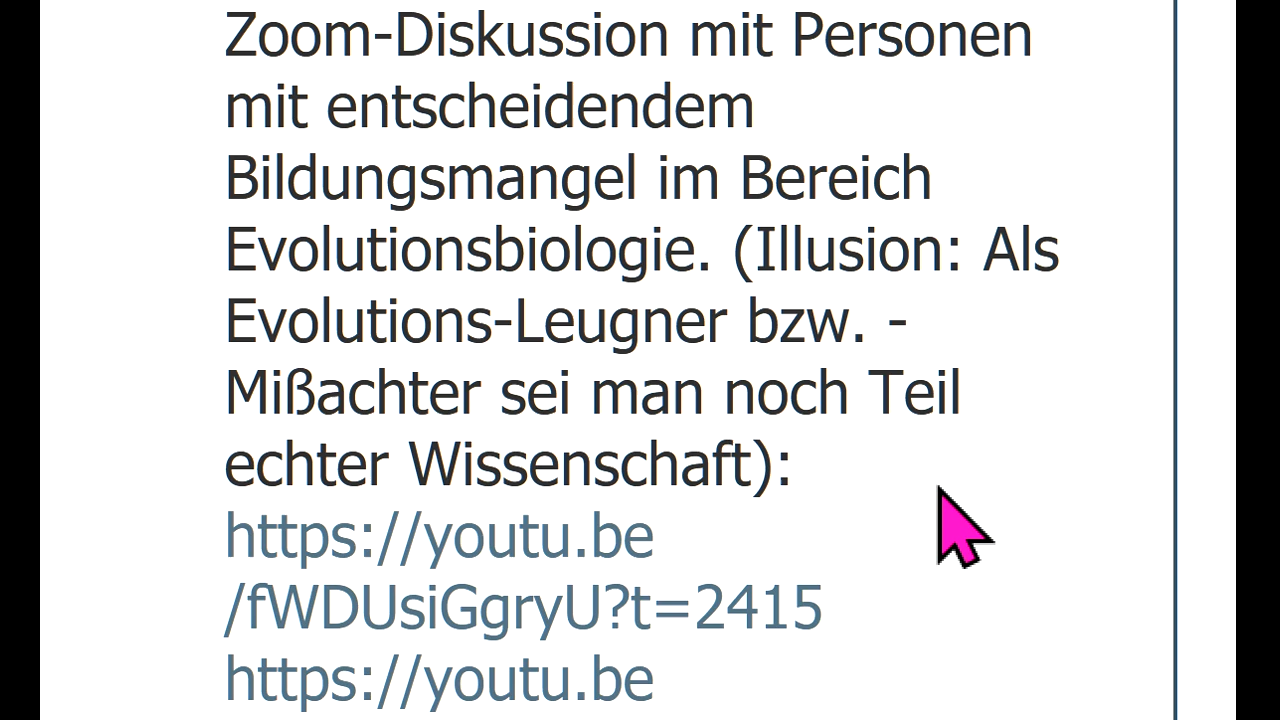 Zoom-Diskussion mit Personen
mit entscheidendem
Bildungsmangel im Bereich
Evolutionsbiologie. (Illusion: Als
Evolutions-Leugner bzw. -
Mißachter sei man noch Teil
echter Wissenschaft):
https://youtu.be
/fWDUsiGgryU?t=2415
https://youtu.be